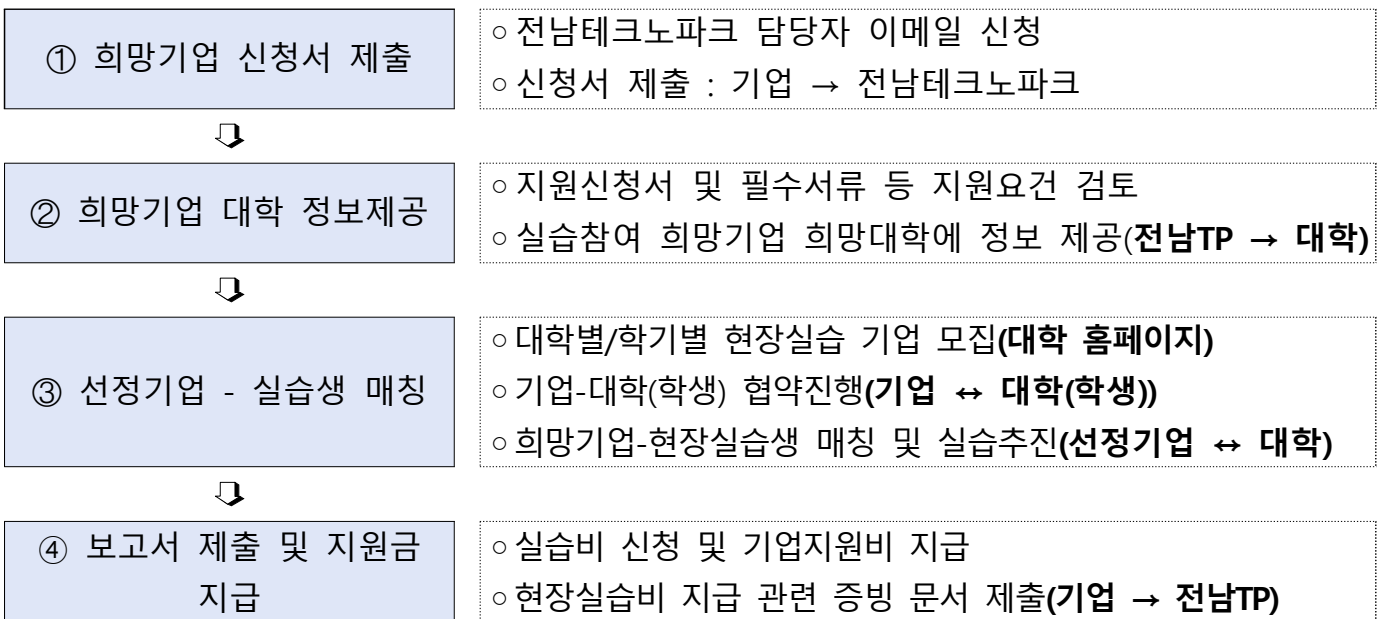 ① 희망기업 신청서 제출
○ 전남테크노파크 담당자 이메일 신청
○ 신청서 제출 : 기업 → 전남테크노파크
② 희망기업 대학 정보제공
○ 지원신청서 및 필수서류 등 지원요건 검토
○ 실습참여 희망기업 희망대학에 정보 제공(전남TP → 대학)
③ 선정기업 - 실습생 매칭
○ 대학별/학기별 현장실습 기업 모집(대학 홈페이지)
○ 기업-대학(학생) 협약진행(기업 ↔ 대학(학생))
○ 희망기업-현장실습생 매칭 및 실습추진(선정기업 ↔ 대학)
④ 보고서 제출 및 지원금
지급
○ 실습비 신청 및 기업지원비 지급
○ 현장실습비 지급 관련 증빙 문서 제출(기업 → 전남TP)